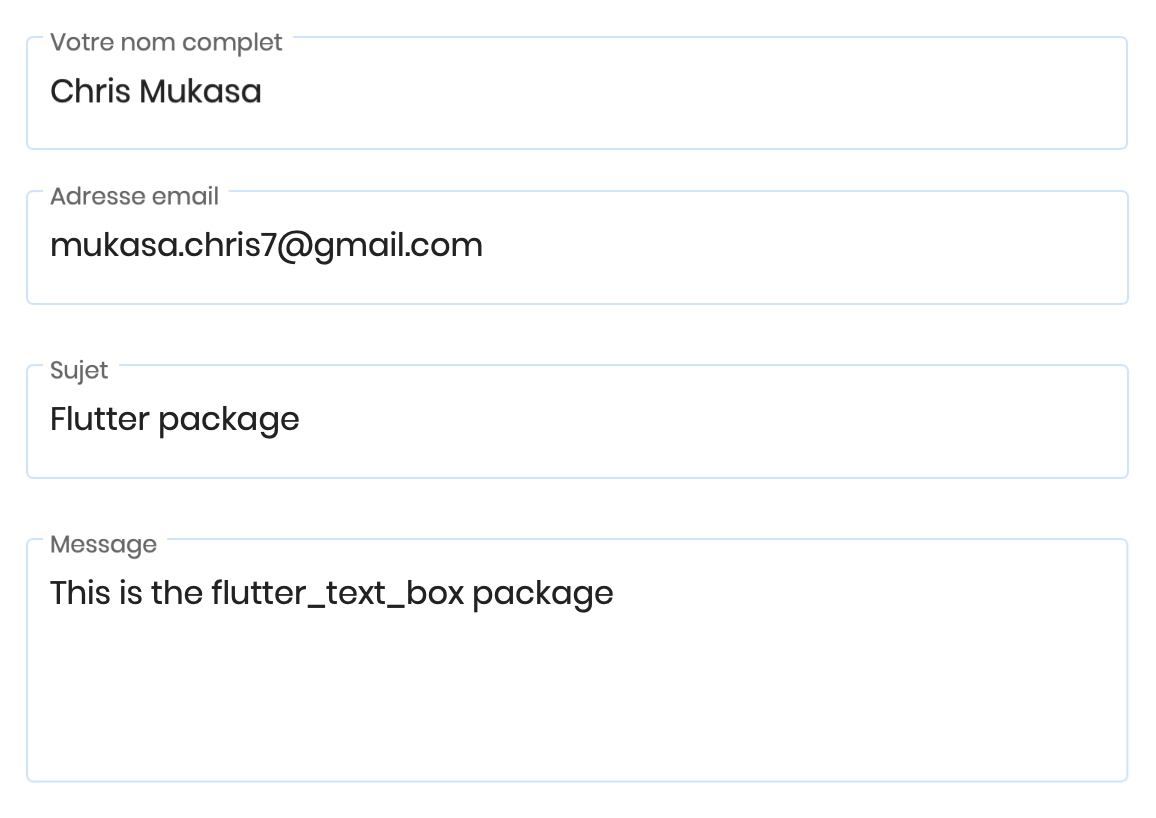 Votre nom complet
Chris Mukasa
Adresse email
mukasa.chris7@gmail.com
Sujet
Flutter package
Message
This is the flutter_text_box package